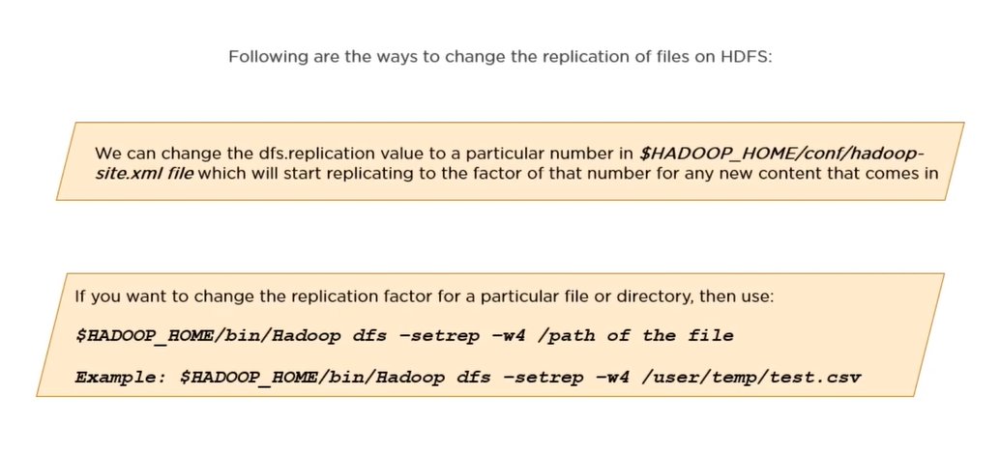 Following are the ways to change the replication of files on HDFS:
We can change the dfs.replication value to a particular number in $HADOOP_HOME/conf/hadoop-
site.xml file which will start replicating to the factor of that number for any new content that comes in
If you want to change the replication factor for a particular file or directory, then use:
$HADOOP_HOME/bin/Hadoop dfs –setrep –w4 /path of the file
Example: $HADOOP_HOME/bin/Hadoop dfs –setrep –w4 /user/temp/test.csv